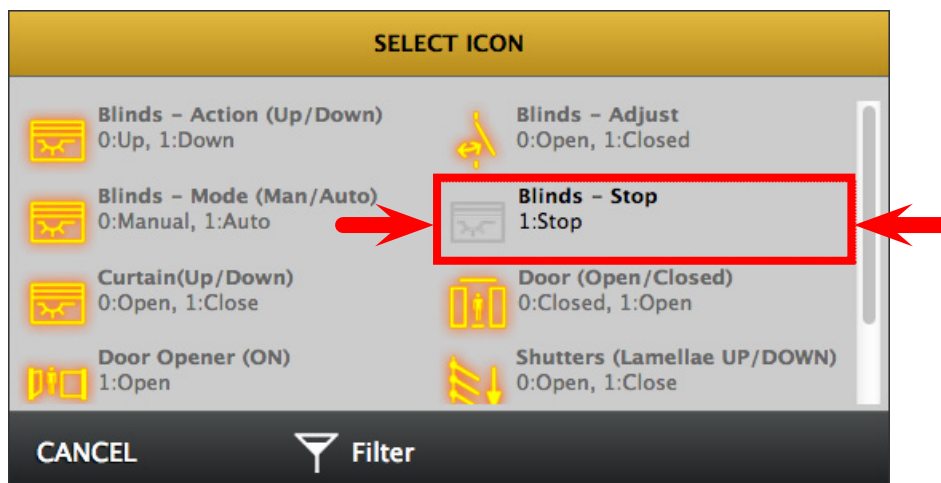 SELECT ICON
Blinds – Action (Up/Down)
0:Up, 1:Down
Blinds – Adjust
0:Open, 1:Closed
Blinds – Mode (Man/Auto)
0:Manual, 1:Auto
Blinds – Stop
1:Stop
Curtain(Up/Down)
0:Open, 1:Close
Door (Open/Closed)
0:Closed, 1:Open
Door Opener (ON)
1:Open
Shutters (Lamellae UP/DOWN)
0:Open, 1:Close
CANCEL
Filter